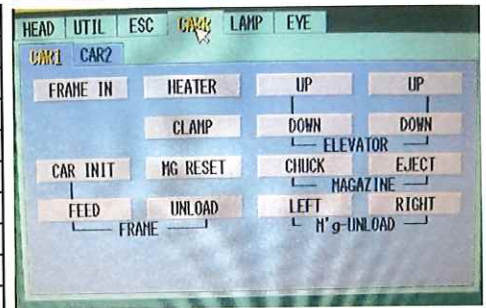 HEAD UTIL ESC CARR LAMP EYE
CAR1 CAR2
FRAME IN HEATER UP UP
CLAMP DOWN DOWN
ELEVATOR
CAR INIT MG RESET CHUCK EJECT
MAGAZINE
FEED UNLOAD LEFT RIGHT
FRAME M'g-UNLOAD